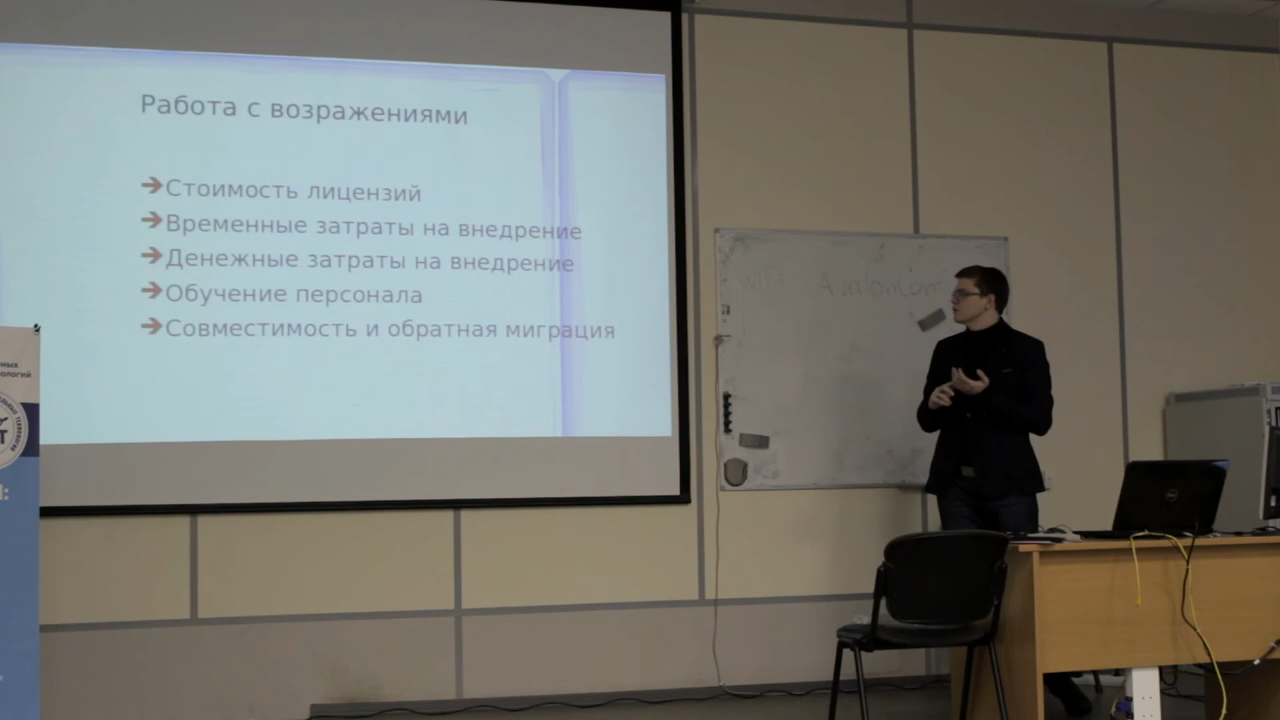 Работа с возражениями
Стоимость лицензий
Временные затраты на внедрение
Денежные затраты на внедрение
Обучение персонала
Совместимость и обратная миграция